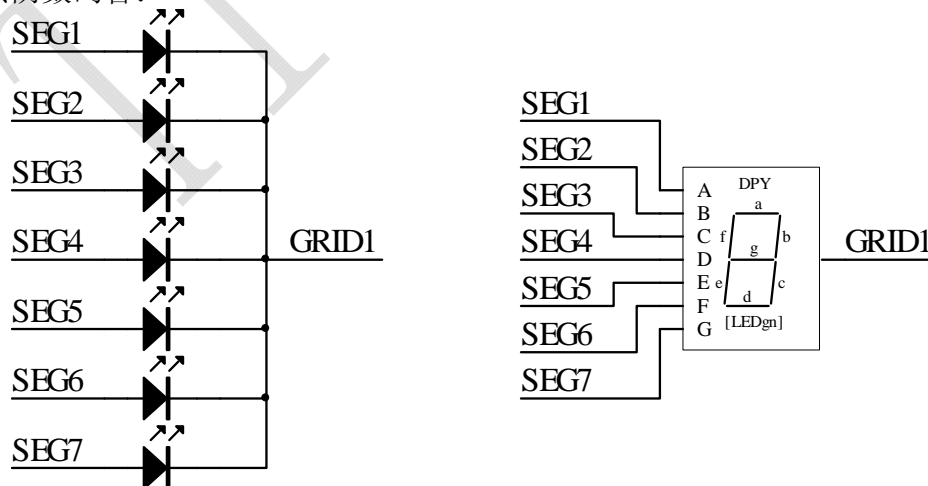 SEG1
SEG2
SEG3
SEG4
SEG5
SEG6
SEG7
GRID1
SEG1
SEG2
SEG3
SEG4
SEG5
SEG6
SEG7
A
B
C
D
E
F
G
DPY
a
f
b
g
e
c
d
[LEDgn]
GRID1